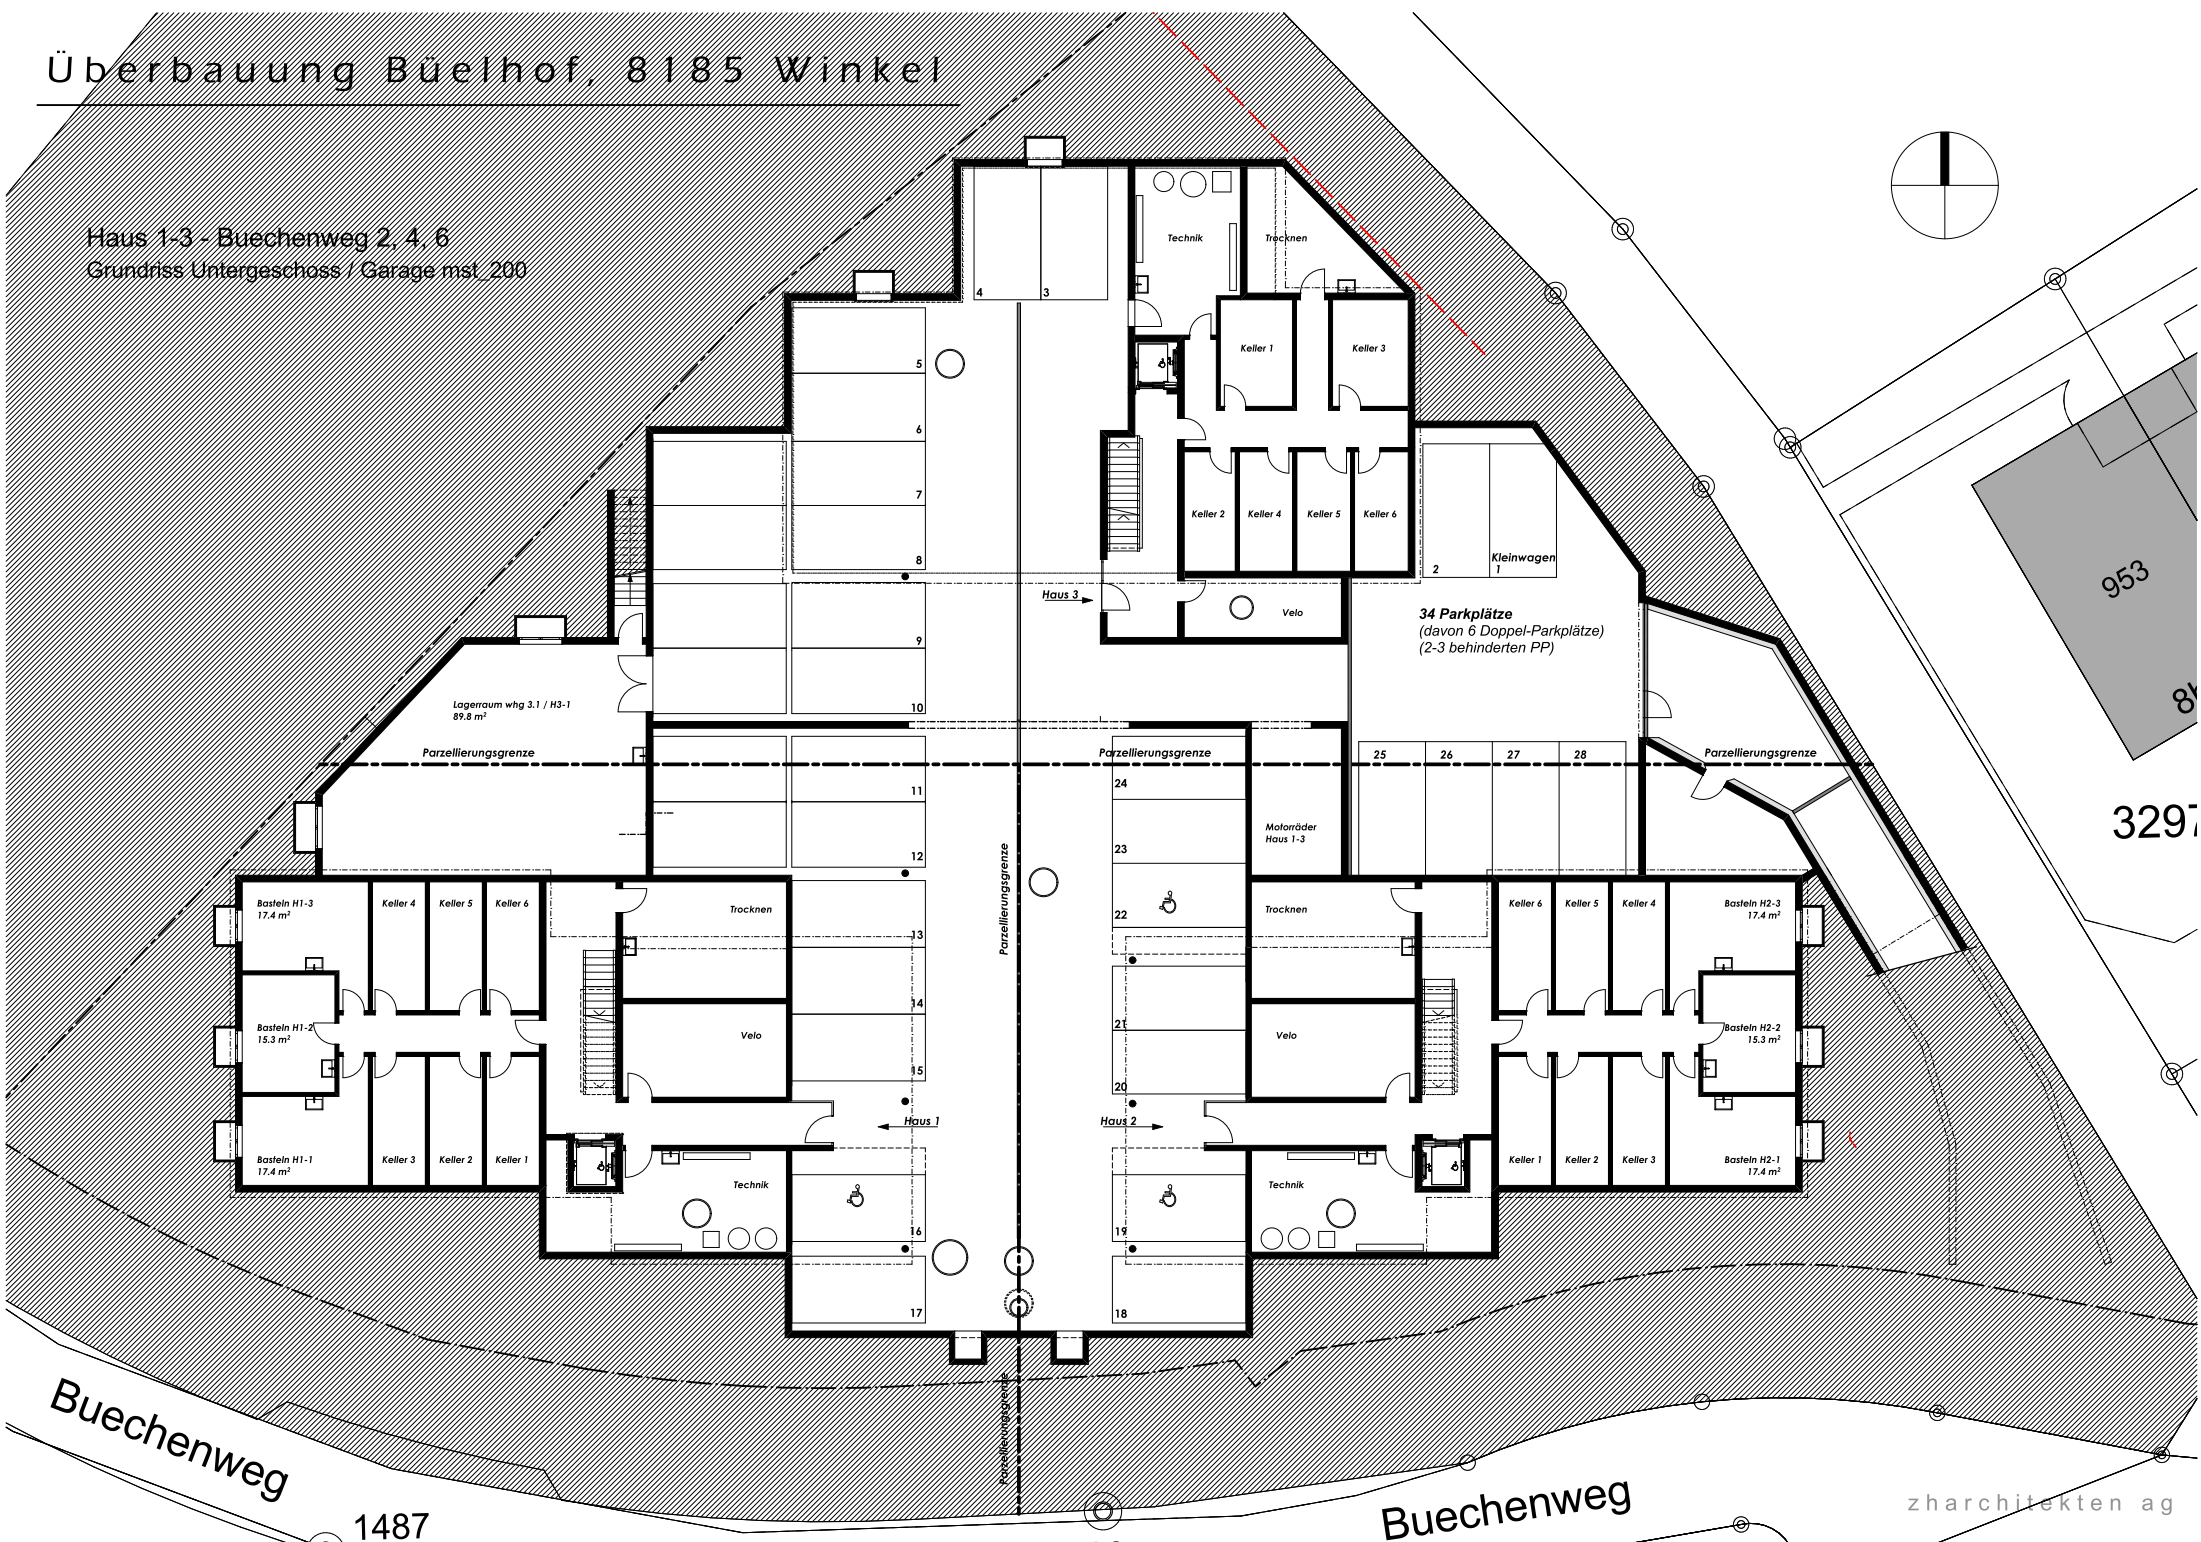 Überbauung Büelhof, 8185 Winkel
Haus 1-3 - Buechenweg 2, 4, 6
Grundriss Untergeschoss / Garage mst_200
Technik
Trocknen
4
3
Keller 1
Keller 3
5
6
7
8
Keller 2
Keller 4
Keller 5
Keller 6
Kleinwagen
2
1
953
Haus 3
Velo
34 Parkplätze
(davon 6 Doppel-Parkplätze)
(2-3 behinderten PP)
9
10
Lagerraum whg 3.1 / H3-1
89.8 m²
Parzellierungsgrenze
Parzellierungsgrenze
Parzellierungsgrenze
25
26
27
28
11
24
12
23
22
Motorräder
Haus 1-3
3297
Parzellierungsgrenze
Basteln H1-3
17.4 m²
Keller 4
Keller 5
Keller 6
Trocknen
13
Trocknen
Keller 6
Keller 5
Keller 4
Basteln H2-3
17.4 m²
14
21
Basteln H1-2
15.3 m²
Velo
Velo
Basteln H2-2
15.3 m²
15
20
Haus 1
Haus 2
Basteln H1-1
17.4 m²
Keller 3
Keller 2
Keller 1
Technik
16
19
Technik
Keller 1
Keller 2
Keller 3
Basteln H2-1
17.4 m²
17
18
Parzellierungsgrenze
Buechenweg
1487
Buechenweg
zharchitekten ag